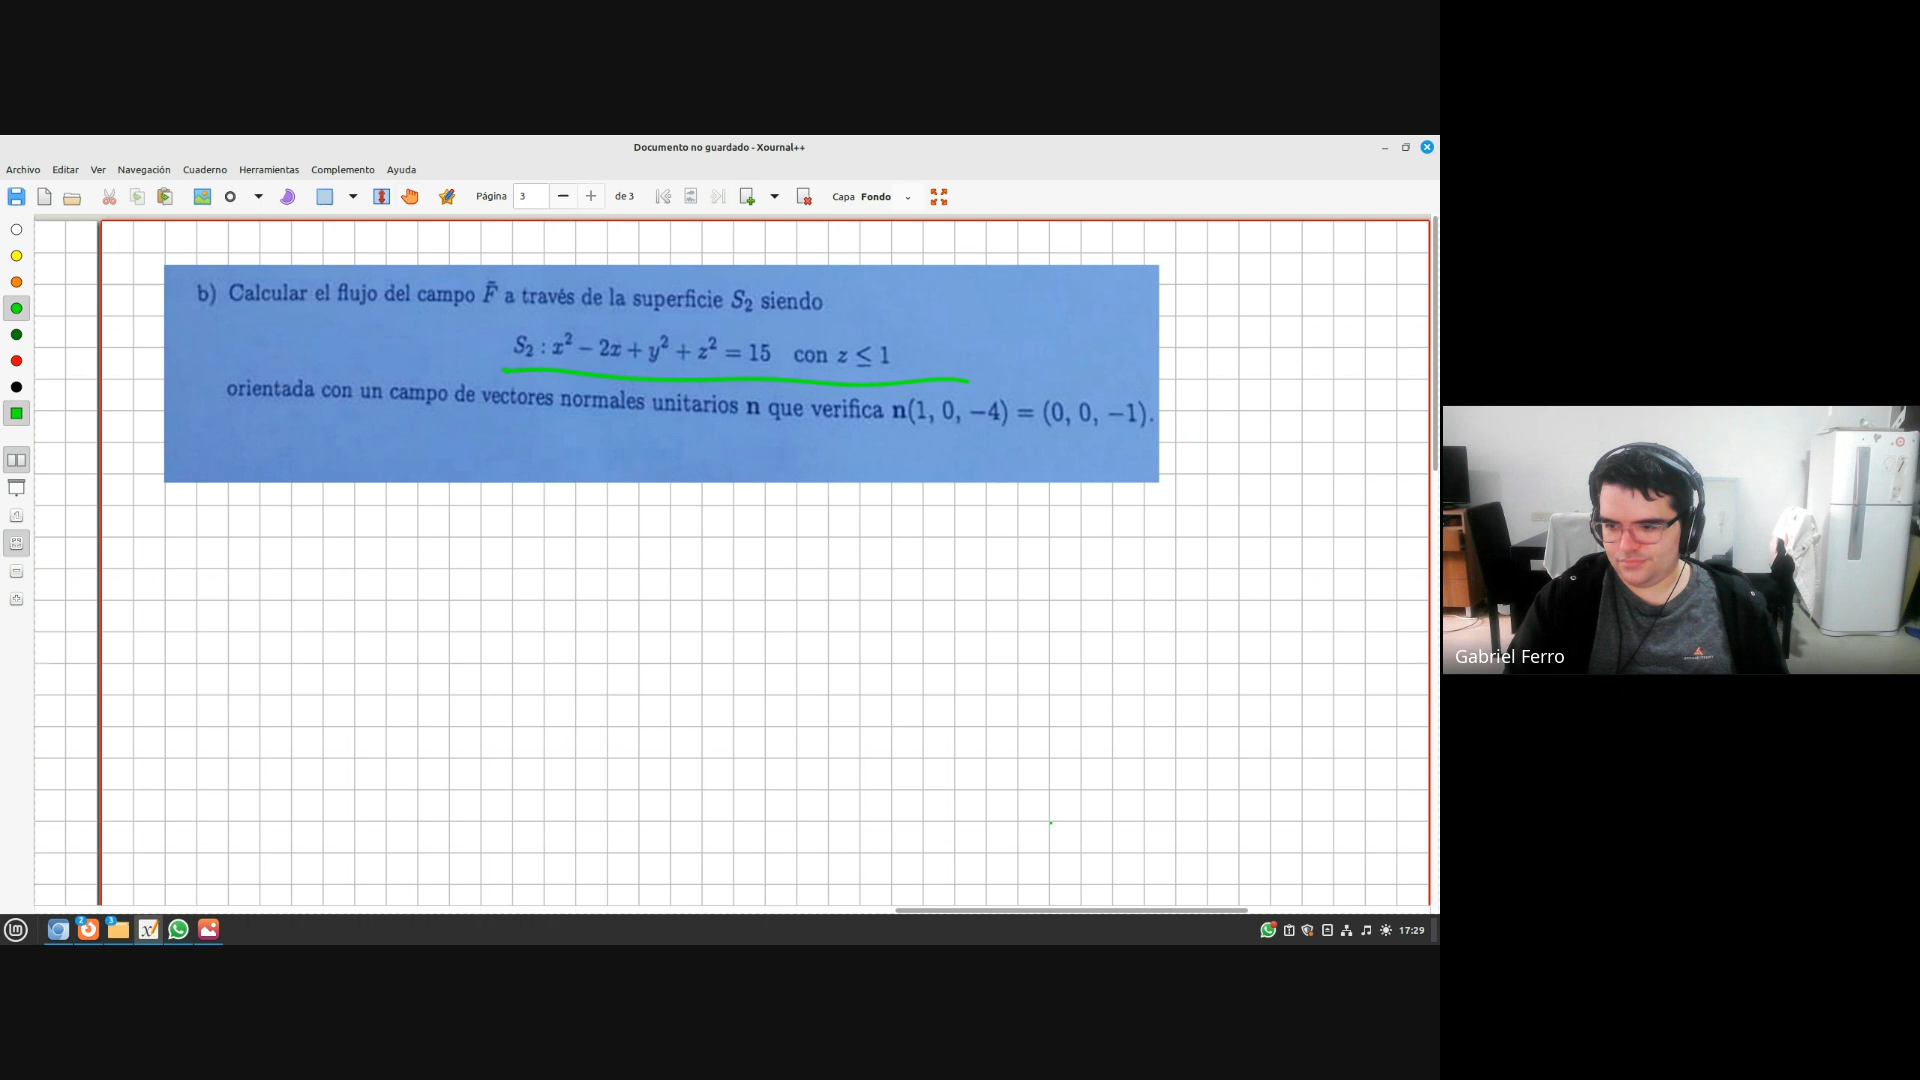 Documento no guardado - Xournal++
Archivo Editar Ver Navegación Cuaderno Herramientas Complemento Ayuda
Página 3 de 3 Capa Fondo
b) Calcular el flujo del campo F̄ a través de la superficie S₂ siendo
S₂ : x² − 2x + y² + z² = 15 con z ≤ 1
orientada con un campo de vectores normales unitarios n que verifica n(1, 0, −4) = (0, 0, −1).
Gabriel Ferro
2 3 17:29